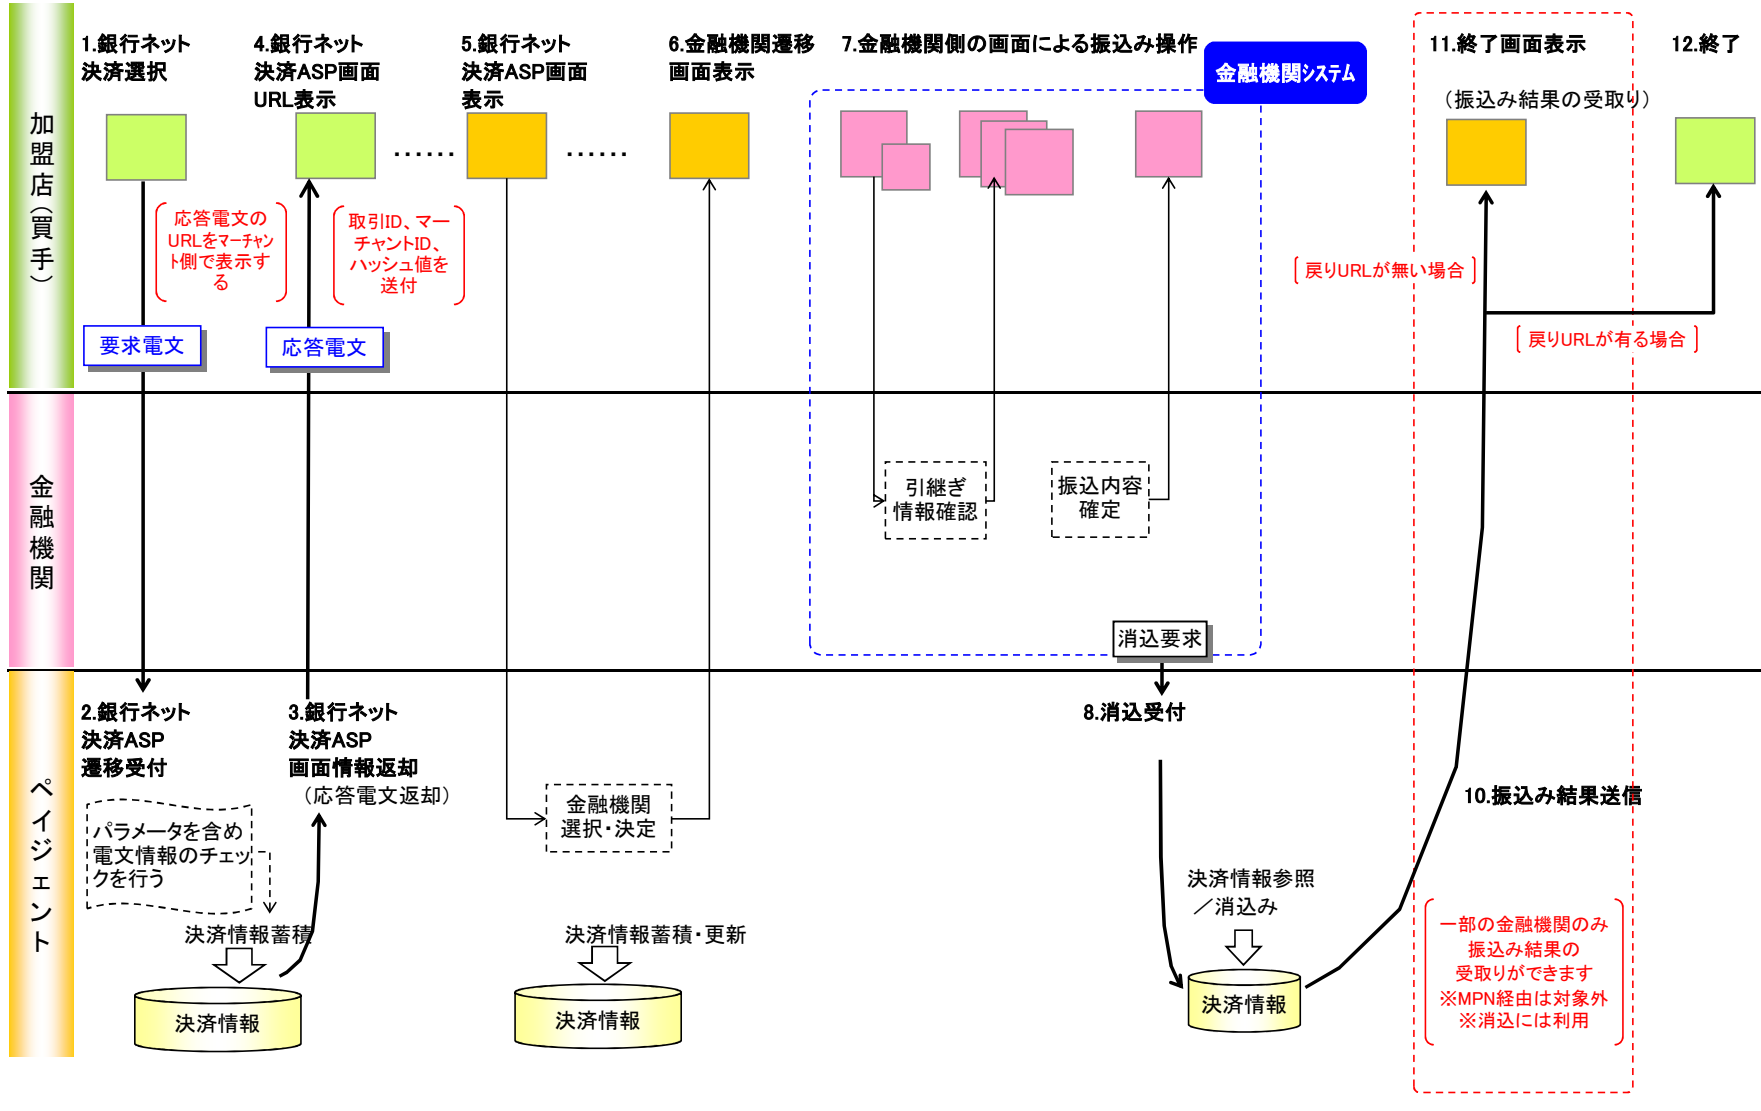 加盟店（買手）
1.銀行ネット
決済選択
4.銀行ネット
決済ASP画面
URL表示
5.銀行ネット
決済ASP画面
表示
6.金融機関遷移
画面表示
7.金融機関側の画面による振込み操作
金融機関システム
11.終了画面表示
（振込み結果の受取り）
12.終了
……
……
応答電文の
URLをマーチャン
ト側で表示す
る
取引ID、マー
チャントID、
ハッシュ値を
送付
要求電文
応答電文
戻りURLが無い場合
戻りURLが有る場合
金融機関
引継ぎ
情報確認
振込内容
確定
消込要求
ペイジェント
2.銀行ネット
決済ASP
遷移受付
3.銀行ネット
決済ASP
画面情報返却
（応答電文返却）
8.消込受付
10.振込み結果送信
パラメータを含め
電文情報のチェッ
クを行う
金融機関
選択・決定
決済情報蓄積
決済情報蓄積・更新
決済情報参照
／消込み
決済情報
決済情報
決済情報
一部の金融機関のみ
振込み結果の
受取りができます
※MPN経由は対象外
※消込には利用